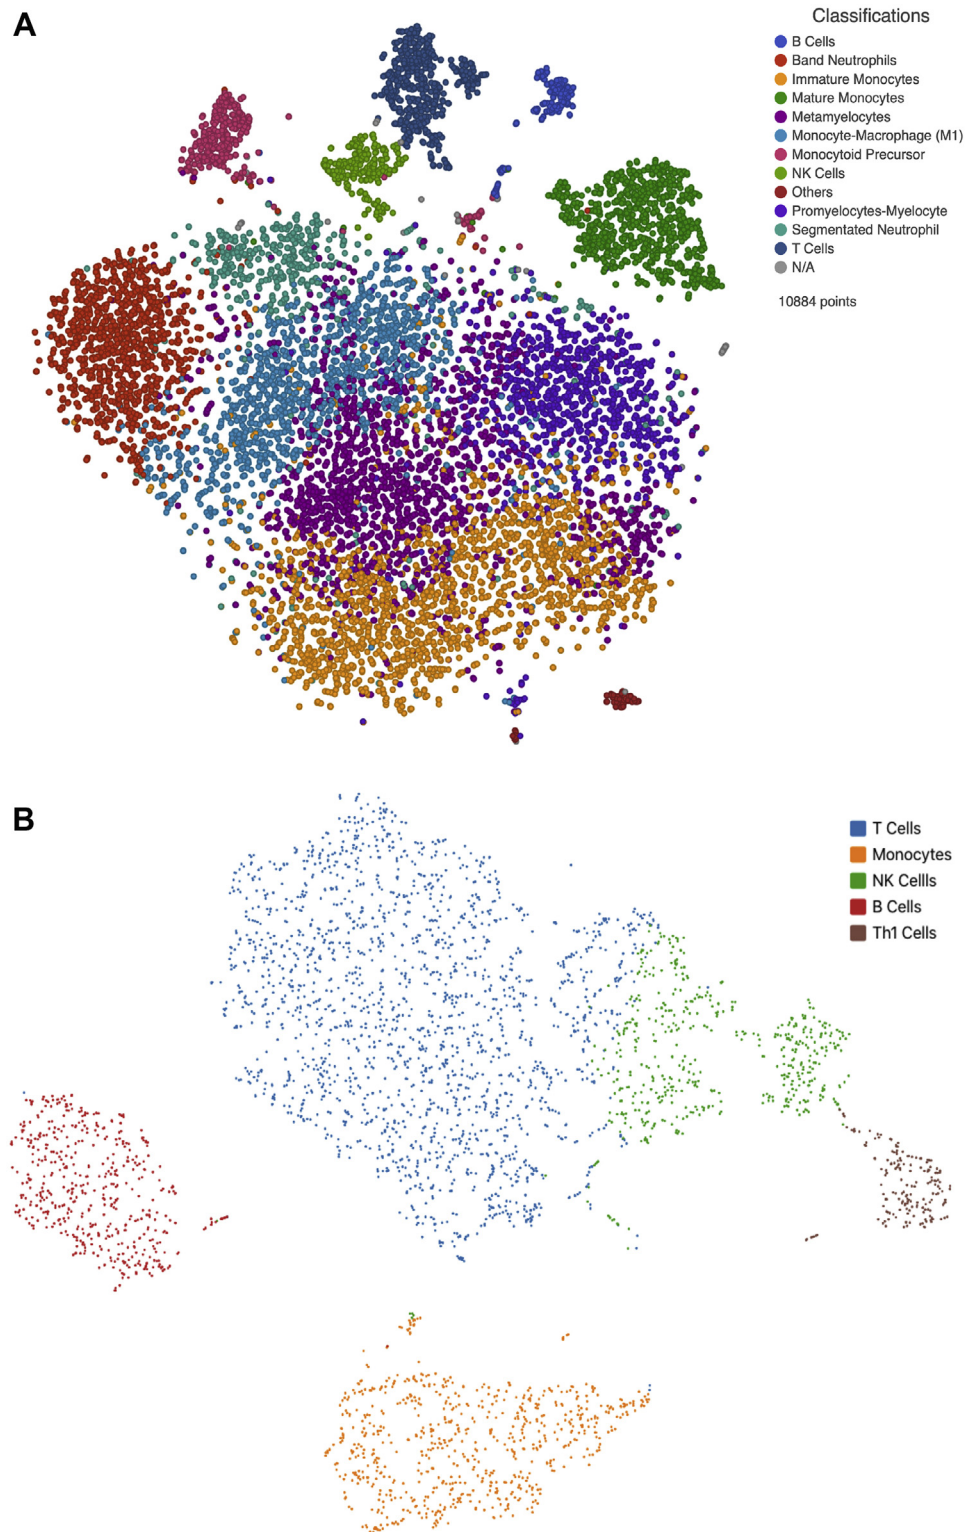 A
Classifications
B Cells
Band Neutrophils
Immature Monocytes
Mature Monocytes
Metamyelocytes
Monocyte-Macrophage (M1)
Monocytoid Precursor
NK Cells
Others
Promyelocytes-Myelocyte
Segmentated Neutrophil
T Cells
N/A
10884 points
B
T Cells
Monocytes
NK Cellls
B Cells
Th1 Cells